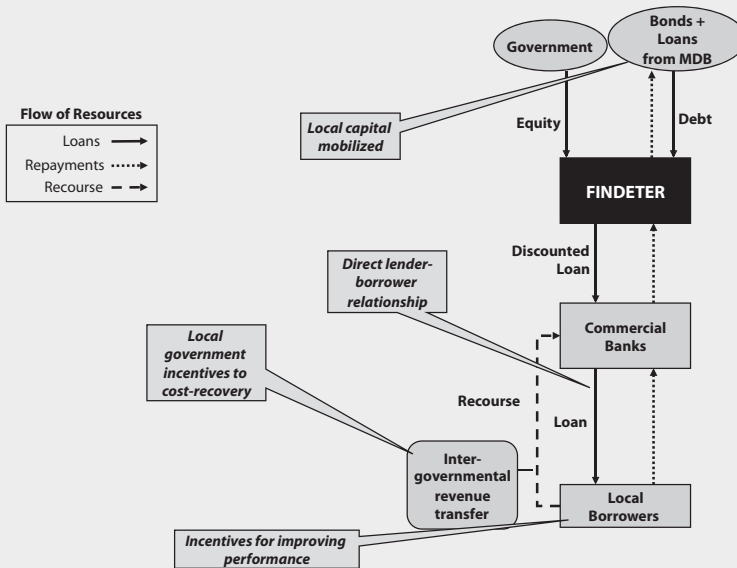 Government
Bonds +
Loans
from MDB
Flow of Resources
Loans
Repayments
Recourse
Local capital
mobilized
Equity
Debt
FINDETER
Discounted
Loan
Direct lender-
borrower
relationship
Commercial
Banks
Local
government
incentives to
cost-recovery
Recourse
Loan
Inter-
governmental
revenue
transfer
Local
Borrowers
Incentives for improving
performance